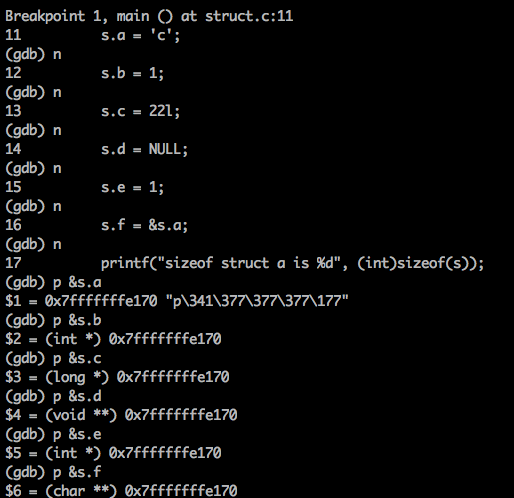 Breakpoint 1, main () at struct.c:11
11 s.a = 'c';
(gdb) n
12 s.b = 1;
(gdb) n
13 s.c = 22l;
(gdb) n
14 s.d = NULL;
(gdb) n
15 s.e = 1;
(gdb) n
16 s.f = &s.a;
(gdb) n
17 printf("sizeof struct a is %d", (int)sizeof(s));
(gdb) p &s.a
$1 = 0x7fffffffe170 "p\341\377\377\377\177"
(gdb) p &s.b
$2 = (int *) 0x7fffffffe170
(gdb) p &s.c
$3 = (long *) 0x7fffffffe170
(gdb) p &s.d
$4 = (void **) 0x7fffffffe170
(gdb) p &s.e
$5 = (int *) 0x7fffffffe170
(gdb) p &s.f
$6 = (char **) 0x7fffffffe170